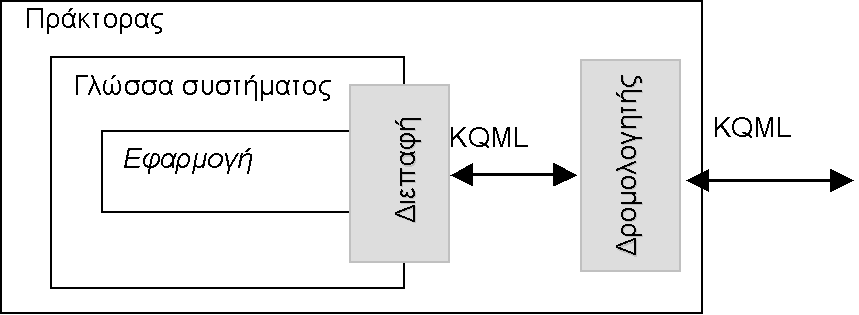 Πράκτορας
Γλώσσα συστήματος
Εφαρμογή
Διεπαφή
KQML
Δρομολογητής
KQML